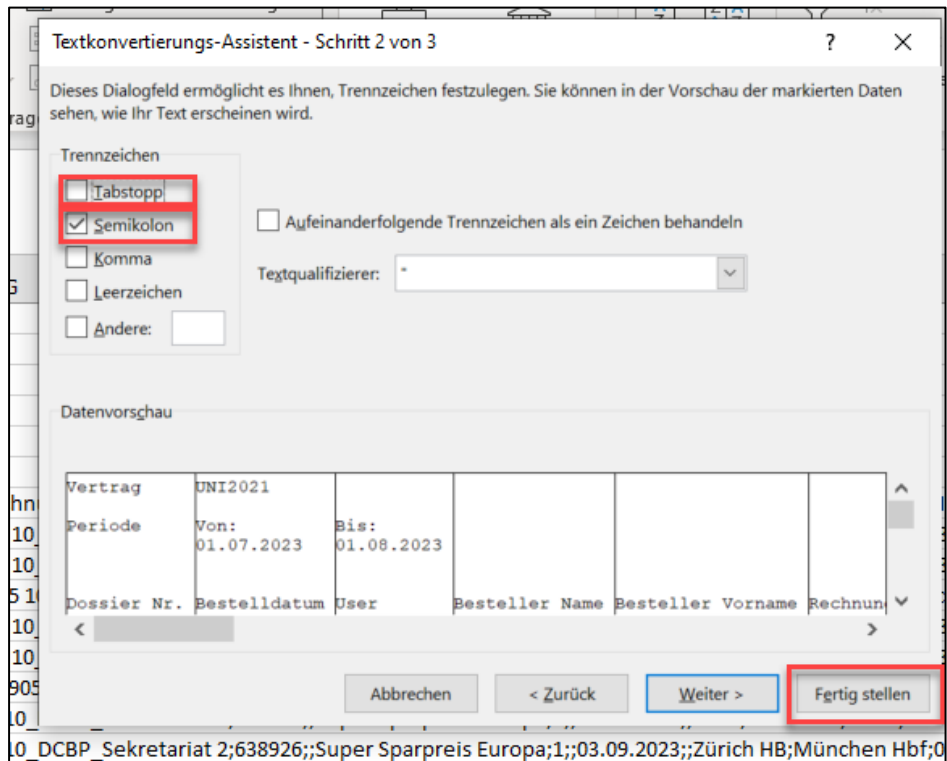 Textkonvertierungs-Assistent - Schritt 2 von 3 ?
Dieses Dialogfeld ermöglicht es Ihnen, Trennzeichen festzulegen. Sie können in der Vorschau der markierten Daten
sehen, wie Ihr Text erscheinen wird.
Trennzeichen
Tabstopp
Semikolon
Aufeinanderfolgende Trennzeichen als ein Zeichen behandeln
Komma
Textqualifizierer: "
Leerzeichen
Andere:
Datenvorschau
Vertrag UNI2021
Periode Von: Bis:
01.07.2023 01.08.2023
Dossier Nr. Bestelldatum User Besteller Name Besteller Vorname Rechnun
Abbrechen < Zurück Weiter > Fertig stellen
10_DCBP_Sekretariat 2;638926;;Super Sparpreis Europa;1;;03.09.2023;;Zürich HB;München Hbf;0